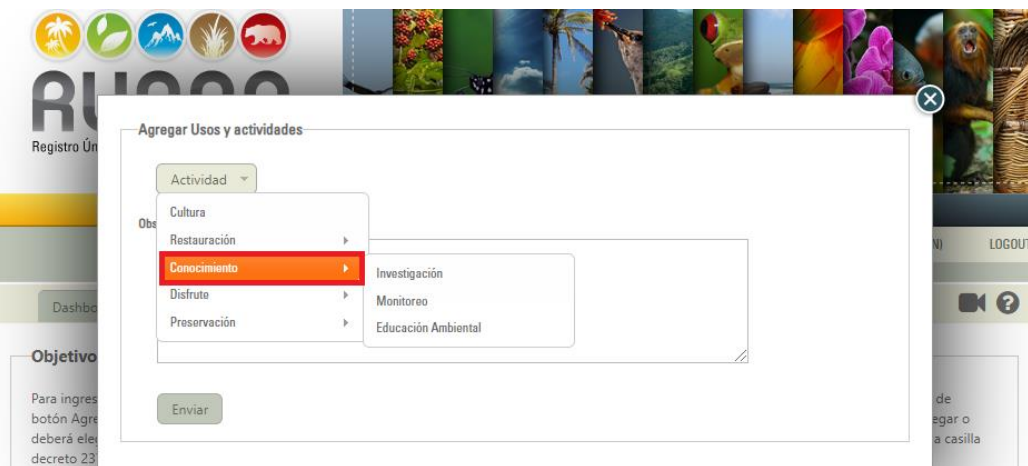 Registro Ún
Agregar Usos y actividades
Actividad
Cultura
Obs
Restauración
Conocimiento
Investigación
Disfrute
Monitoreo
Preservación
Educación Ambiental
Enviar
N)
LOGOUT
Dashbo
Objetivo
Para ingres
botón Agre
deberá elec
decreto 23
de
egar o
a casilla